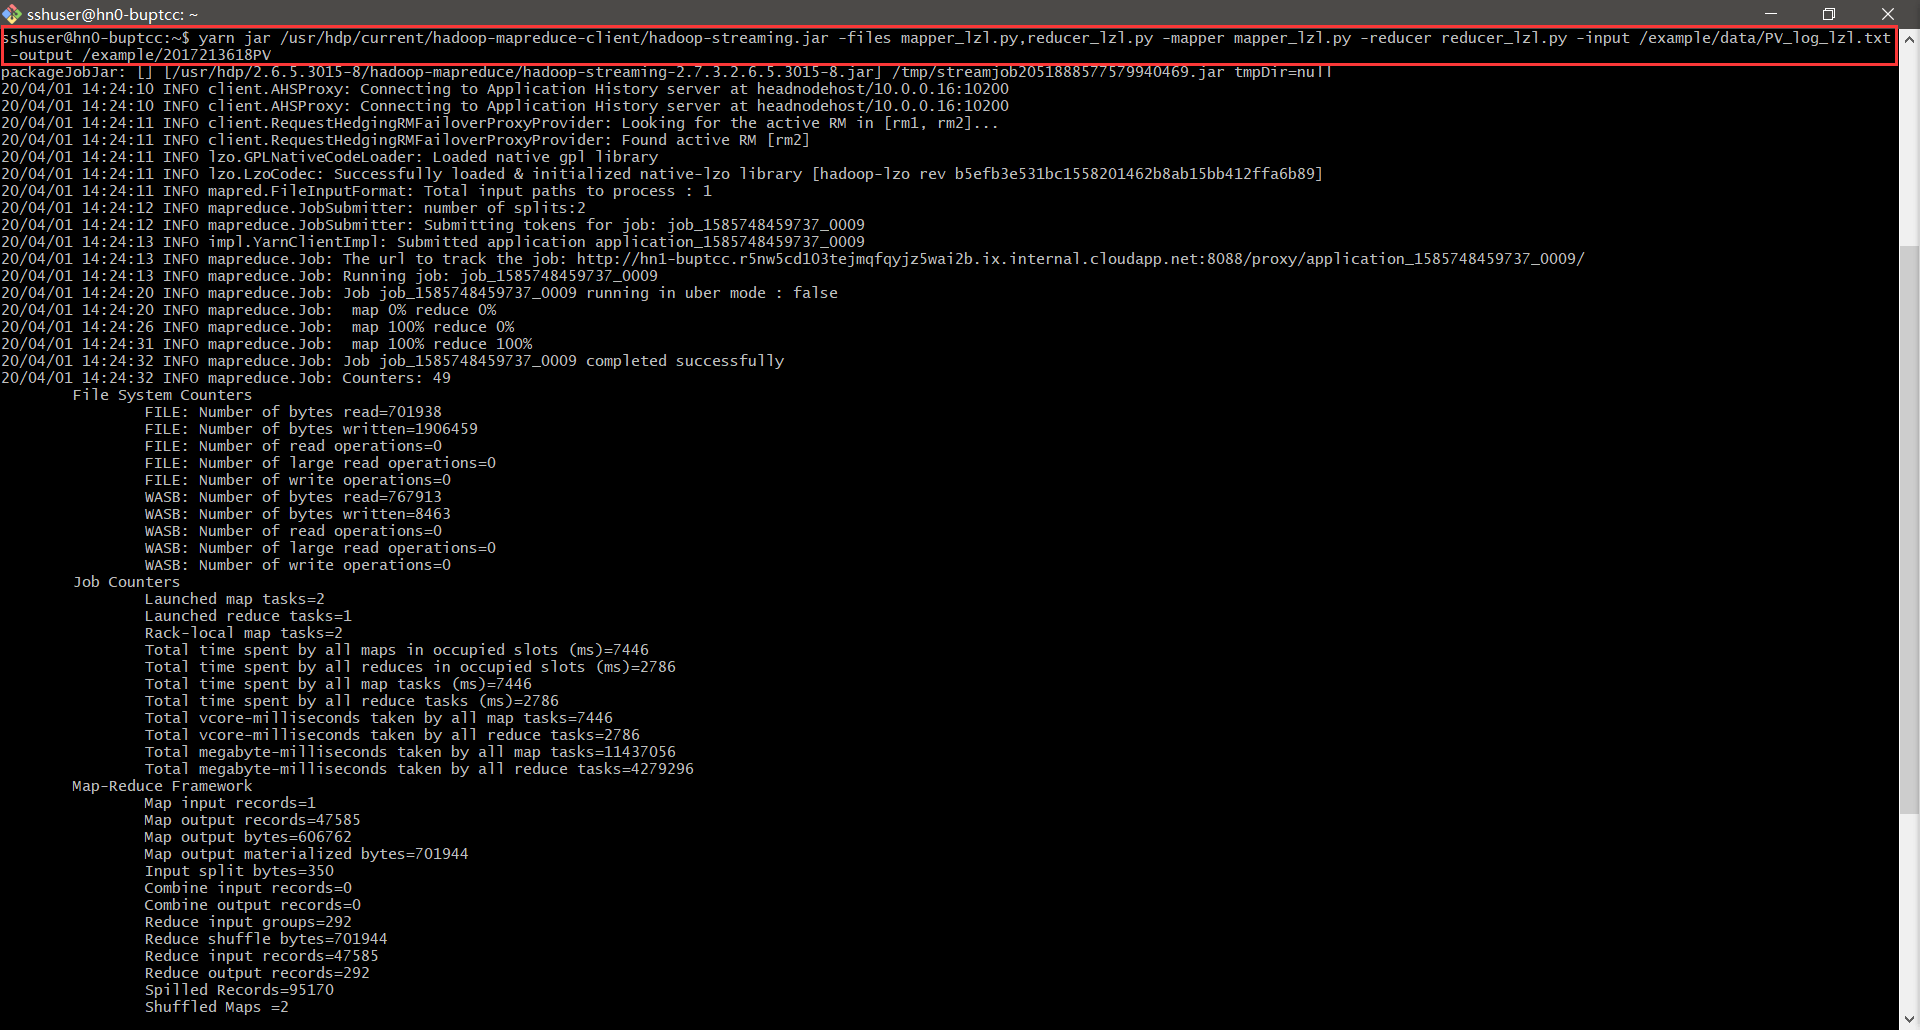 sshuser@hn0-buptcc: ~
sshuser@hn0-buptcc:~$ yarn jar /usr/hdp/current/hadoop-mapreduce-client/hadoop-streaming.jar -files mapper_lzl.py,reducer_lzl.py -mapper mapper_lzl.py -reducer reducer_lzl.py -input /example/data/PV_log_lzl.txt
-output /example/2017213618PV
packageJobJar: [] [/usr/hdp/2.6.5.3015-8/hadoop-mapreduce/hadoop-streaming-2.7.3.2.6.5.3015-8.jar] /tmp/streamjob2051888577579940469.jar tmpDir=null
20/04/01 14:24:10 INFO client.AHSProxy: Connecting to Application History server at headnodehost/10.0.0.16:10200
20/04/01 14:24:10 INFO client.AHSProxy: Connecting to Application History server at headnodehost/10.0.0.16:10200
20/04/01 14:24:11 INFO client.RequestHedgingRMFailoverProxyProvider: Looking for the active RM in [rm1, rm2]...
20/04/01 14:24:11 INFO client.RequestHedgingRMFailoverProxyProvider: Found active RM [rm2]
20/04/01 14:24:11 INFO lzo.GPLNativeCodeLoader: Loaded native gpl library
20/04/01 14:24:11 INFO lzo.LzoCodec: Successfully loaded & initialized native-lzo library [hadoop-lzo rev b5efb3e531bc1558201462b8ab15bb412ffa6b89]
20/04/01 14:24:11 INFO mapred.FileInputFormat: Total input paths to process : 1
20/04/01 14:24:12 INFO mapreduce.JobSubmitter: number of splits:2
20/04/01 14:24:12 INFO mapreduce.JobSubmitter: Submitting tokens for job: job_1585748459737_0009
20/04/01 14:24:13 INFO impl.YarnClientImpl: Submitted application application_1585748459737_0009
20/04/01 14:24:13 INFO mapreduce.Job: The url to track the job: http://hn1-buptcc.r5nw5cd103tejmqfqyjz5wai2b.ix.internal.cloudapp.net:8088/proxy/application_1585748459737_0009/
20/04/01 14:24:13 INFO mapreduce.Job: Running job: job_1585748459737_0009
20/04/01 14:24:20 INFO mapreduce.Job: Job job_1585748459737_0009 running in uber mode : false
20/04/01 14:24:20 INFO mapreduce.Job:  map 0% reduce 0%
20/04/01 14:24:26 INFO mapreduce.Job:  map 100% reduce 0%
20/04/01 14:24:31 INFO mapreduce.Job:  map 100% reduce 100%
20/04/01 14:24:32 INFO mapreduce.Job: Job job_1585748459737_0009 completed successfully
20/04/01 14:24:32 INFO mapreduce.Job: Counters: 49
File System Counters
FILE: Number of bytes read=701938
FILE: Number of bytes written=1906459
FILE: Number of read operations=0
FILE: Number of large read operations=0
FILE: Number of write operations=0
WASB: Number of bytes read=767913
WASB: Number of bytes written=8463
WASB: Number of read operations=0
WASB: Number of large read operations=0
WASB: Number of write operations=0
Job Counters
Launched map tasks=2
Launched reduce tasks=1
Rack-local map tasks=2
Total time spent by all maps in occupied slots (ms)=7446
Total time spent by all reduces in occupied slots (ms)=2786
Total time spent by all map tasks (ms)=7446
Total time spent by all reduce tasks (ms)=2786
Total vcore-milliseconds taken by all map tasks=7446
Total vcore-milliseconds taken by all reduce tasks=2786
Total megabyte-milliseconds taken by all map tasks=11437056
Total megabyte-milliseconds taken by all reduce tasks=4279296
Map-Reduce Framework
Map input records=1
Map output records=47585
Map output bytes=606762
Map output materialized bytes=701944
Input split bytes=350
Combine input records=0
Combine output records=0
Reduce input groups=292
Reduce shuffle bytes=701944
Reduce input records=47585
Reduce output records=292
Spilled Records=95170
Shuffled Maps =2